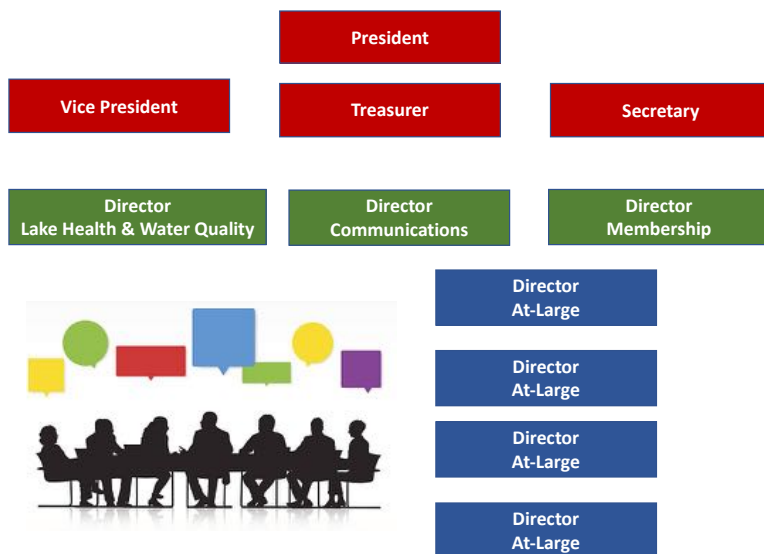 President
Vice President
Treasurer
Secretary
Director
Lake Health & Water Quality
Director
Communications
Director
Membership
Director
At-Large
Director
At-Large
Director
At-Large
Director
At-Large